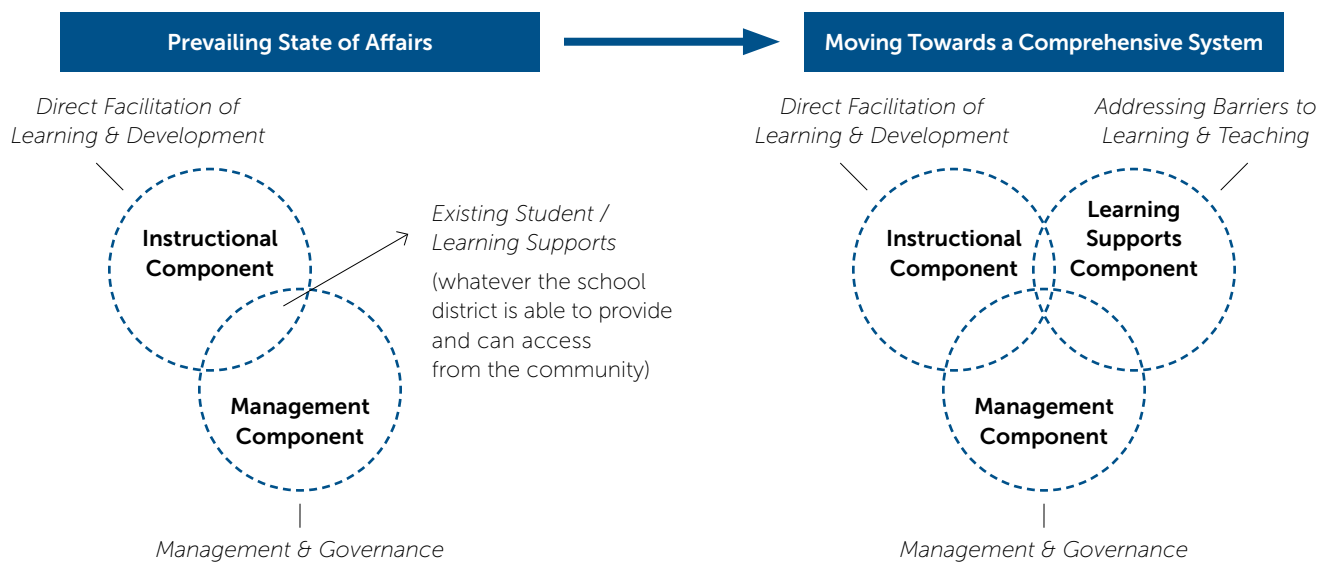 Prevailing State of Affairs
Direct Facilitation of
Learning & Development
Instructional
Component
Existing Student /
Learning Supports
(whatever the school
district is able to provide
and can access
from the community)
Management
Component
Management & Governance
Moving Towards a Comprehensive System
Direct Facilitation of
Learning & Development
Addressing Barriers to
Learning & Teaching
Instructional
Component
Learning
Supports
Component
Management
Component
Management & Governance